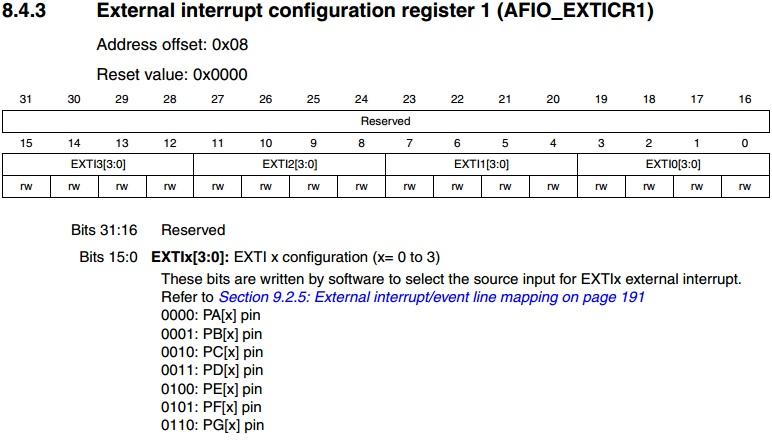 8.4.3 External interrupt configuration register 1 (AFIO_EXTICR1)
Address offset: 0x08
Reset value: 0x0000
31 30 29 28 27 26 25 24 23 22 21 20 19 18 17 16
Reserved
15 14 13 12 11 10 9 8 7 6 5 4 3 2 1 0
EXTI3[3:0] EXTI2[3:0] EXTI1[3:0] EXTI0[3:0]
rw rw rw rw rw rw rw rw rw rw rw rw rw rw rw rw
Bits 31:16 Reserved
Bits 15:0 EXTIx[3:0]: EXTI x configuration (x= 0 to 3)
These bits are written by software to select the source input for EXTIx external interrupt.
Refer to Section 9.2.5: External interrupt/event line mapping on page 191
0000: PA[x] pin
0001: PB[x] pin
0010: PC[x] pin
0011: PD[x] pin
0100: PE[x] pin
0101: PF[x] pin
0110: PG[x] pin